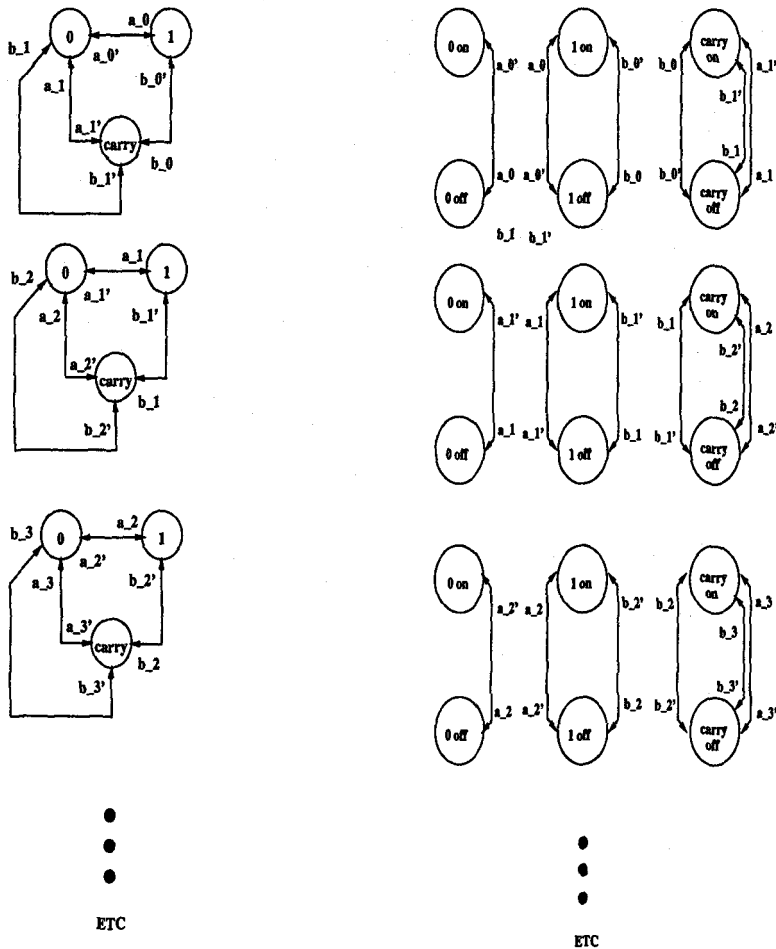 a_0
b_1
0
1
a_0'
a_1
b_0'
a_1'
carry
b_1'
b_0
a_1
b_2
0
1
a_1'
a_2
b_1'
a_2'
carry
b_1
b_2'
a_2
b_3
0
1
a_2'
a_3
b_2'
a_3'
carry
b_2
b_3'
ETC
0 on
1 on
carry
on
a_0'
a_0
b_0'
b_0
a_1'
b_1'
b_1
a_0
a_0'
b_0
b_0'
a_1
0 off
1 off
carry
off
b_1
b_1'
0 on
1 on
carry
on
a_1'
a_1
b_1'
b_1
a_2
b_2'
b_2
a_1
a_1'
b_1
b_1'
a_2'
0 off
1 off
carry
off
0 on
1 on
carry
on
a_2'
a_2
b_2'
b_2
a_3
b_3
b_3'
a_2
a_2'
b_2
b_2'
a_3'
0 off
1 off
carry
off
ETC